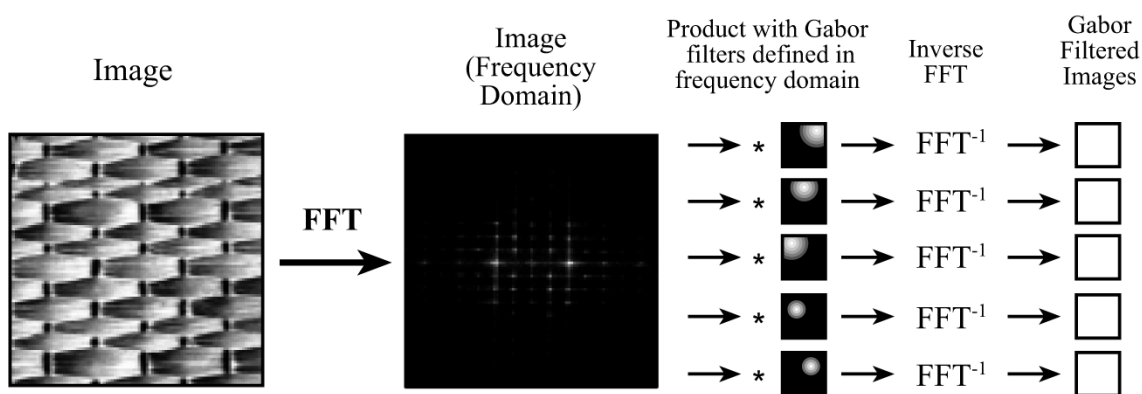 Image
FFT
Image
(Frequency
Domain)
Product with Gabor
filters defined in
frequency domain
Inverse
FFT
Gabor
Filtered
Images
* FFT-1
* FFT-1
* FFT-1
* FFT-1
* FFT-1